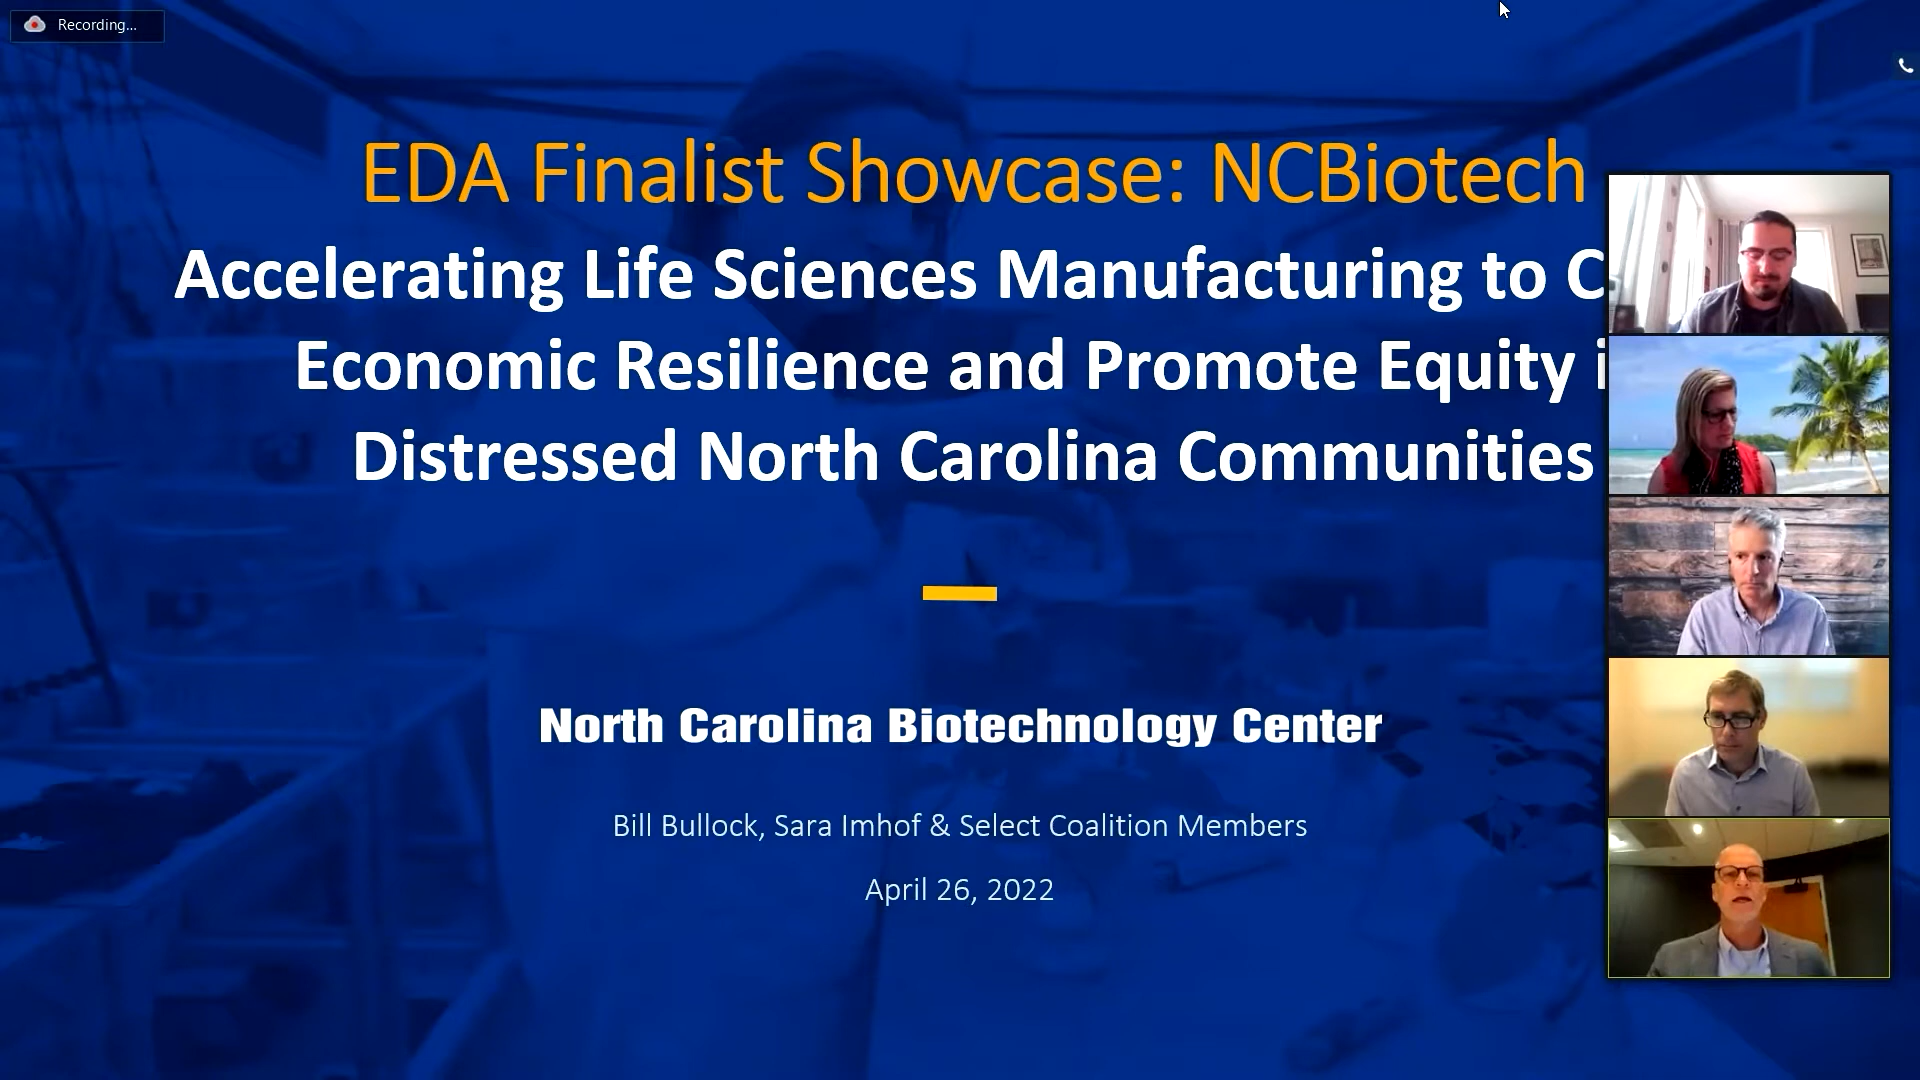 Recording...
EDA Finalist Showcase: NCBiotech
Accelerating Life Sciences Manufacturing to
Economic Resilience and Promote Equity
Distressed North Carolina Communities
North Carolina Biotechnology Center
Bill Bullock, Sara Imhof & Select Coalition Members
April 26, 2022